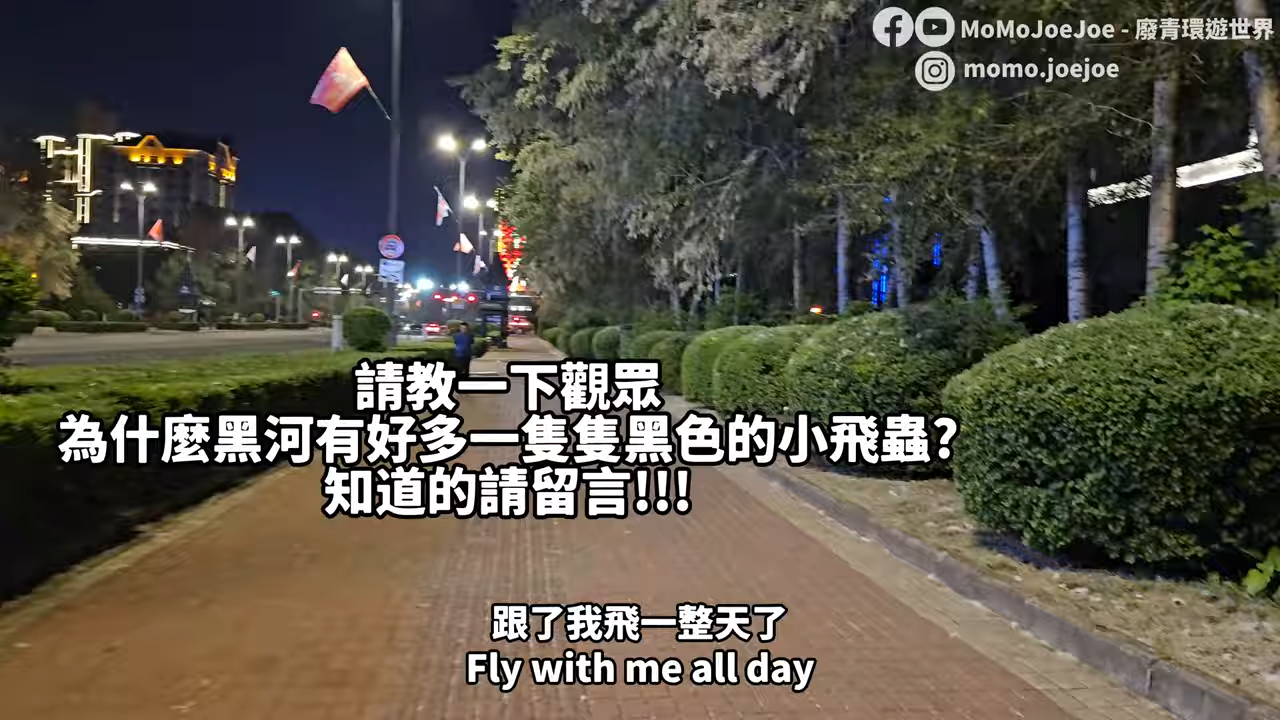 MoMoJoeJoe - 廢青環遊世界
momo.joejoe
請教一下觀眾
為什麼黑河有好多一隻隻黑色的小飛蟲?
知道的請留言!!!
跟了我飛一整天了
Fly with me all day